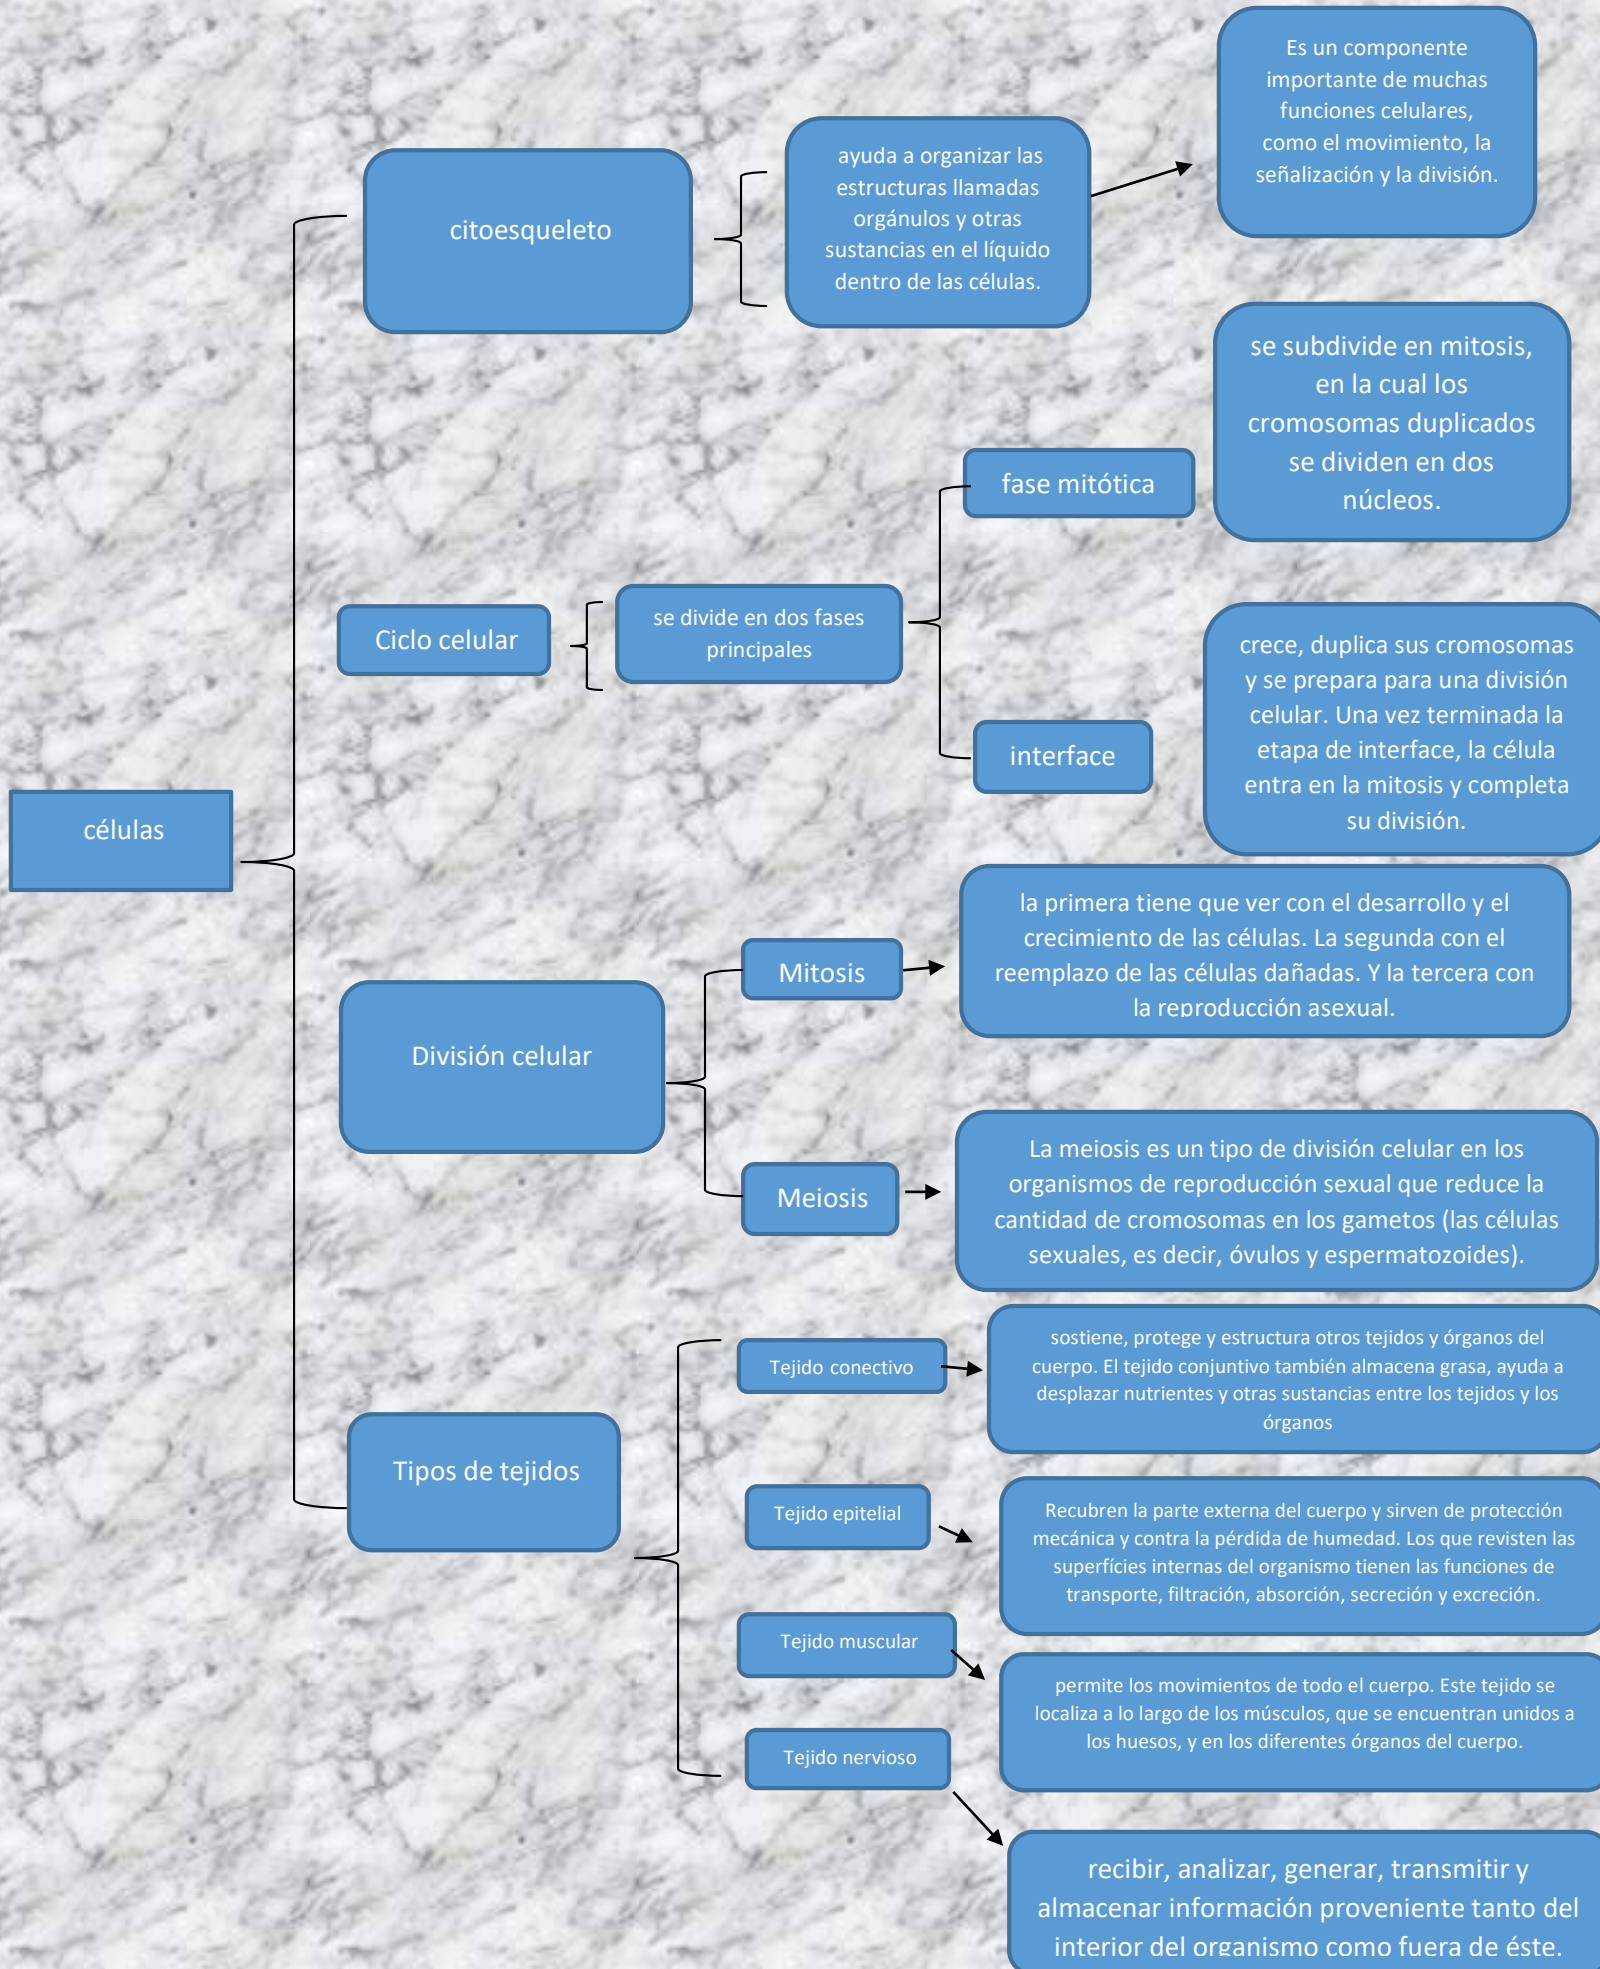 células
citoesqueleto
ayuda a organizar las
estructuras llamadas
orgánulos y otras
sustancias en el líquido
dentro de las células.
Es un componente
importante de muchas
funciones celulares,
como el movimiento, la
señalización y la división.
Ciclo celular
se divide en dos fases
principales
fase mitótica
se subdivide en mitosis,
en la cual los
cromosomas duplicados
se dividen en dos
núcleos.
interface
crece, duplica sus cromosomas
y se prepara para una división
celular. Una vez terminada la
etapa de interface, la célula
entra en la mitosis y completa
su división.
División celular
Mitosis
la primera tiene que ver con el desarrollo y el
crecimiento de las células. La segunda con el
reemplazo de las células dañadas. Y la tercera con
la reproducción asexual.
Meiosis
La meiosis es un tipo de división celular en los
organismos de reproducción sexual que reduce la
cantidad de cromosomas en los gametos (las células
sexuales, es decir, óvulos y espermatozoides).
Tipos de tejidos
Tejido conectivo
sostiene, protege y estructura otros tejidos y órganos del
cuerpo. El tejido conjuntivo también almacena grasa, ayuda a
desplazar nutrientes y otras sustancias entre los tejidos y los
órganos
Tejido epitelial
Recubren la parte externa del cuerpo y sirven de protección
mecánica y contra la pérdida de humedad. Los que revisten las
superfícies internas del organismo tienen las funciones de
transporte, filtración, absorción, secreción y excreción.
Tejido muscular
permite los movimientos de todo el cuerpo. Este tejido se
localiza a lo largo de los músculos, que se encuentran unidos a
los huesos, y en los diferentes órganos del cuerpo.
Tejido nervioso
recibir, analizar, generar, transmitir y
almacenar información proveniente tanto del
interior del organismo como fuera de éste.